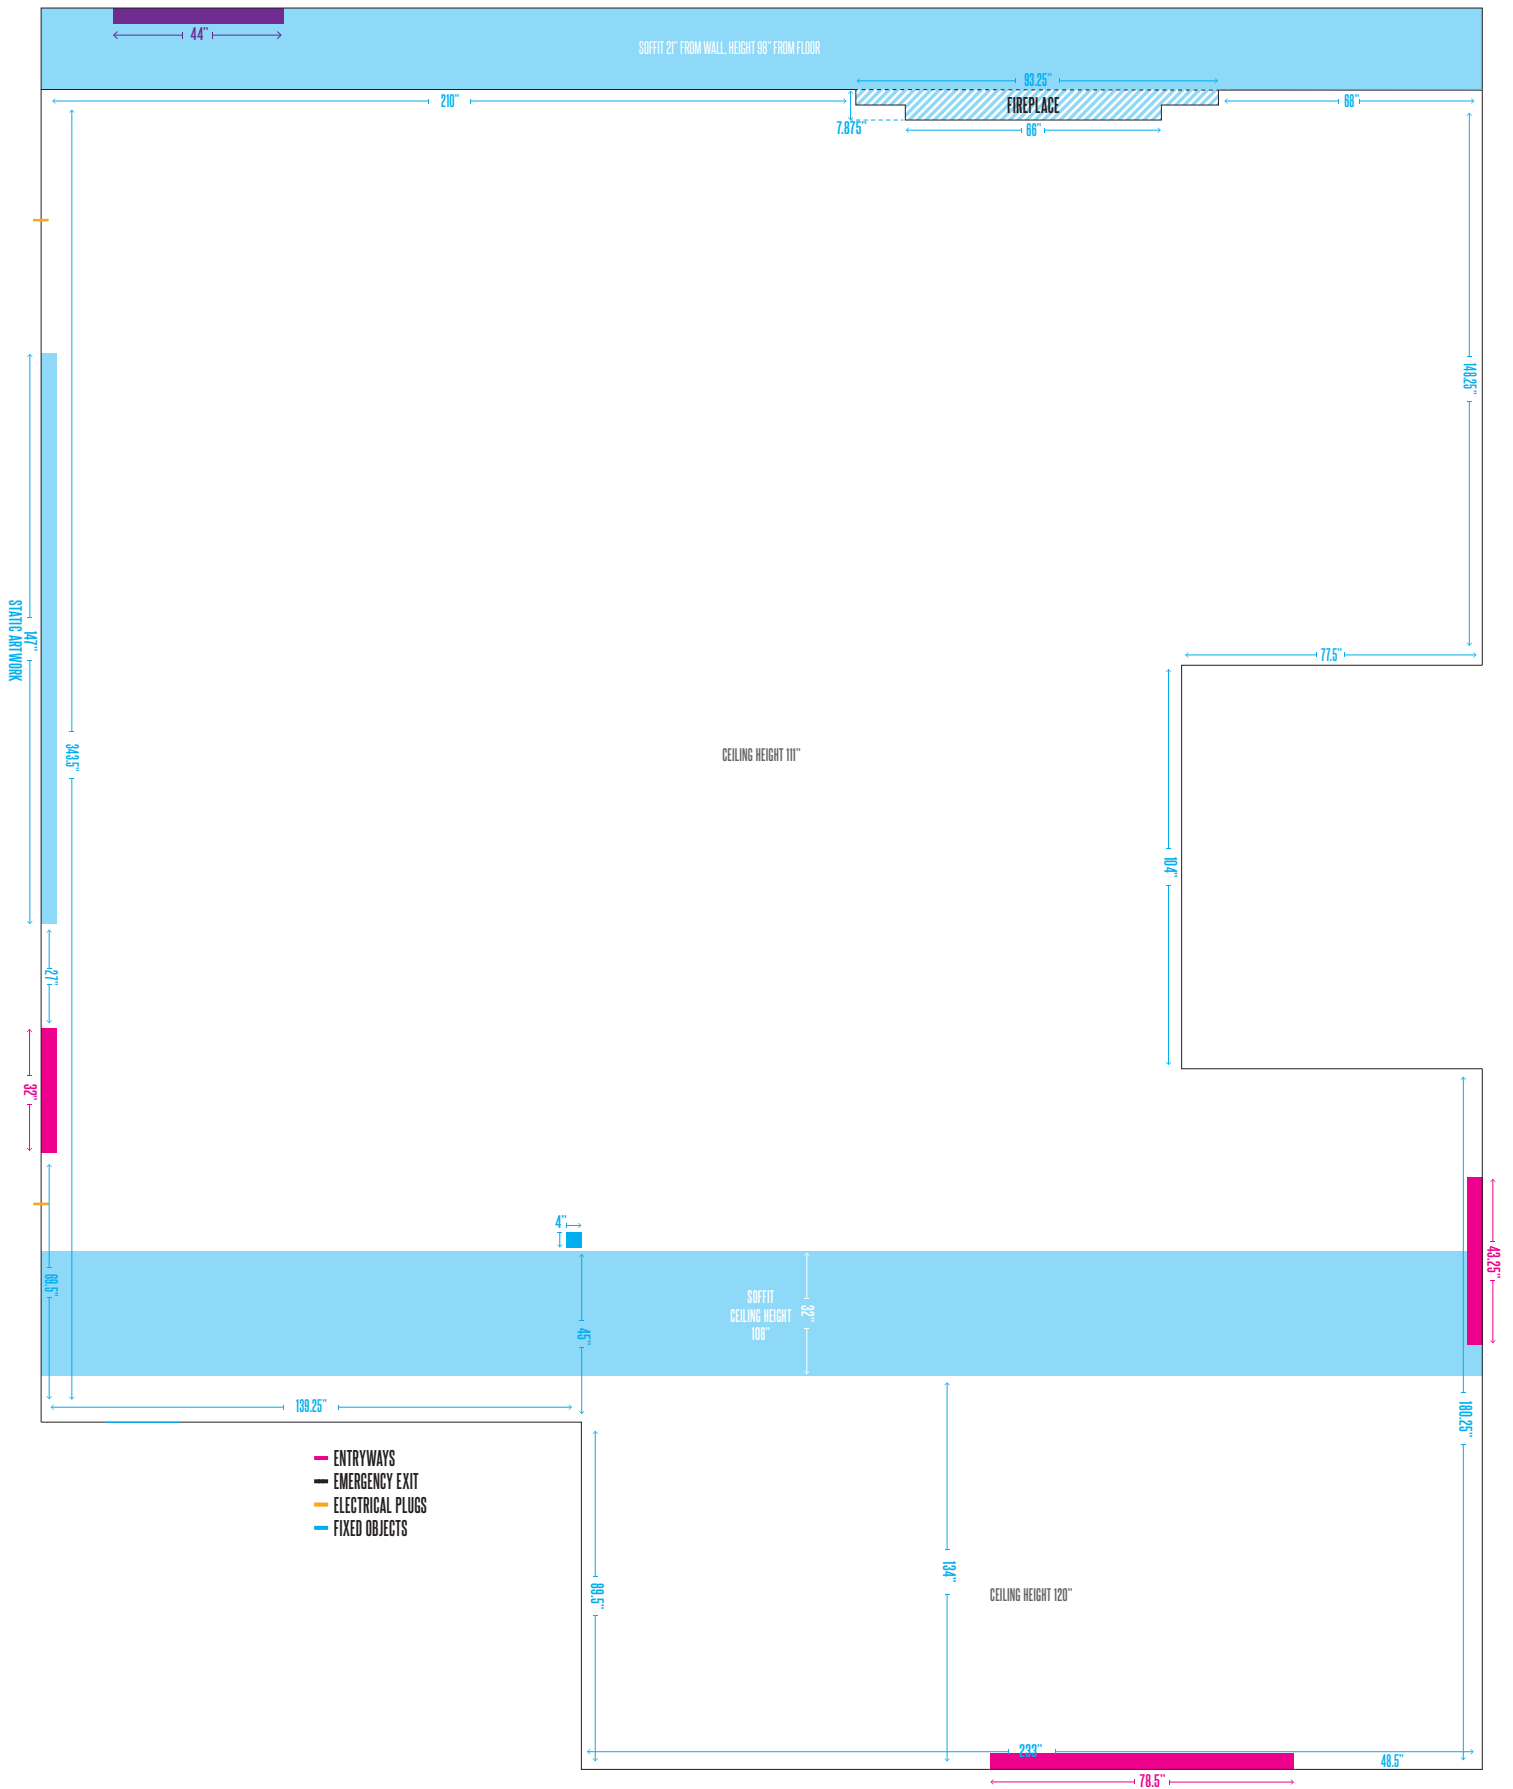 44"
SOFFIT 21" FROM WALL, HEIGHT 98" FROM FLOOR
93.25"
210"
FIREPLACE
68"
7.875"
66"
148.25"
STATIC ARTWORK
147"
77.5"
343.5"
CEILING HEIGHT 111"
104"
27"
32"
4"
43.25"
69.5"
SOFFIT
CEILING HEIGHT
108"
32"
45"
139.25"
180.25"
ENTRYWAYS
EMERGENCY EXIT
ELECTRICAL PLUGS
FIXED OBJECTS
89.5"
134"
CEILING HEIGHT 120"
233"
48.5"
78.5"